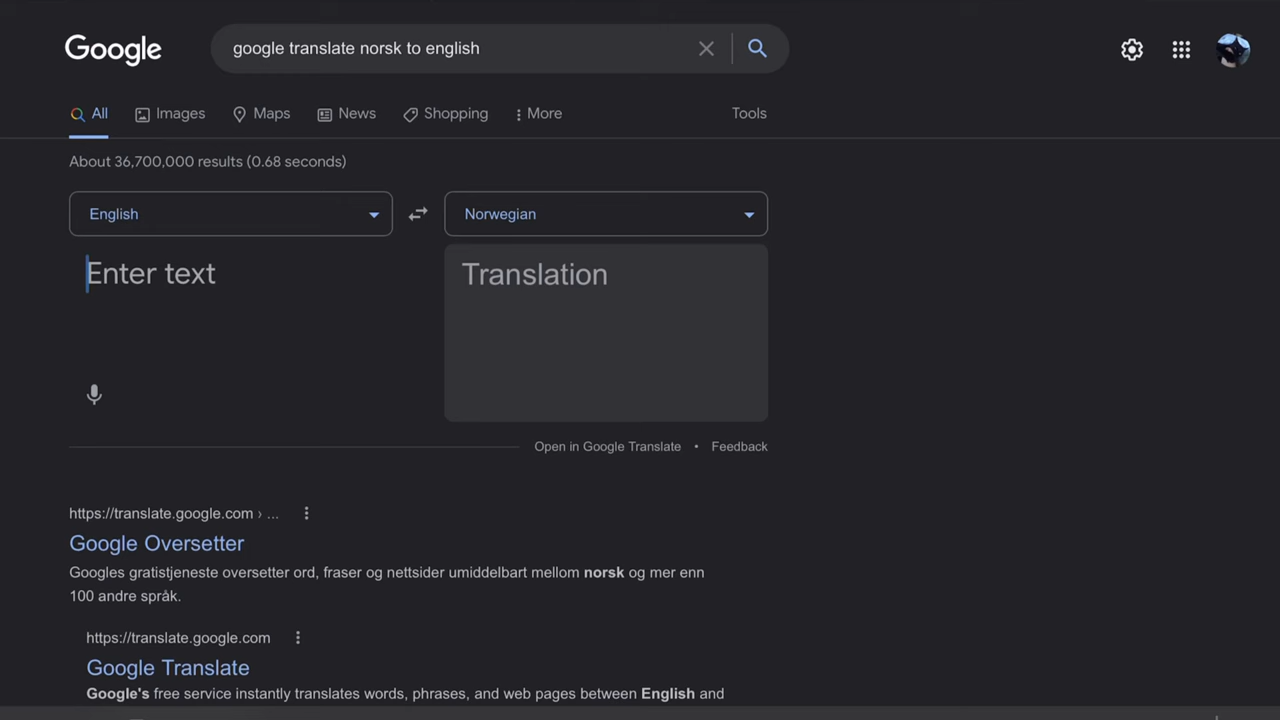 Google
google translate norsk to english
All Images Maps News Shopping More Tools
About 36,700,000 results (0.68 seconds)
English Norwegian
Enter text Translation
Open in Google Translate • Feedback
https://translate.google.com › ...
Google Oversetter
Googles gratistjeneste oversetter ord, fraser og nettsider umiddelbart mellom norsk og mer enn
100 andre språk.
https://translate.google.com
Google Translate
Google's free service instantly translates words, phrases, and web pages between English and